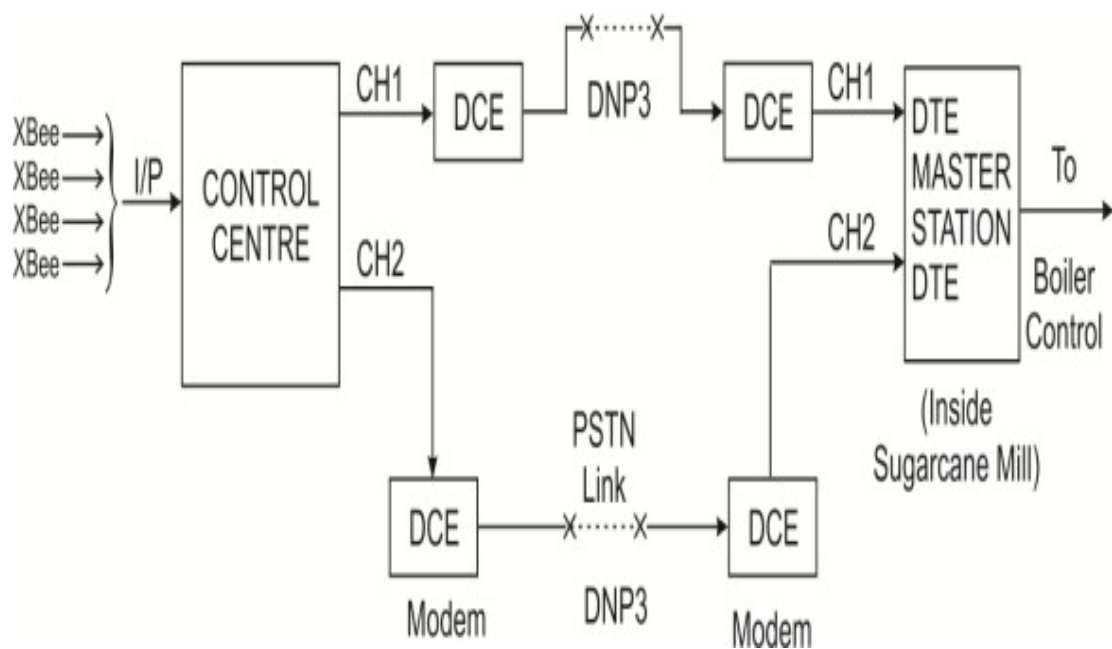 XBee
XBee
XBee
XBee
I/P
CONTROL
CENTRE
CH1
DCE
X X
DNP3
DCE
CH1
DTE
MASTER
STATION
DTE
To
Boiler
Control
CH2
CH2
(Inside
Sugarcane Mill)
DCE
Modem
PSTN
Link
X X
DNP3
DCE
Modem